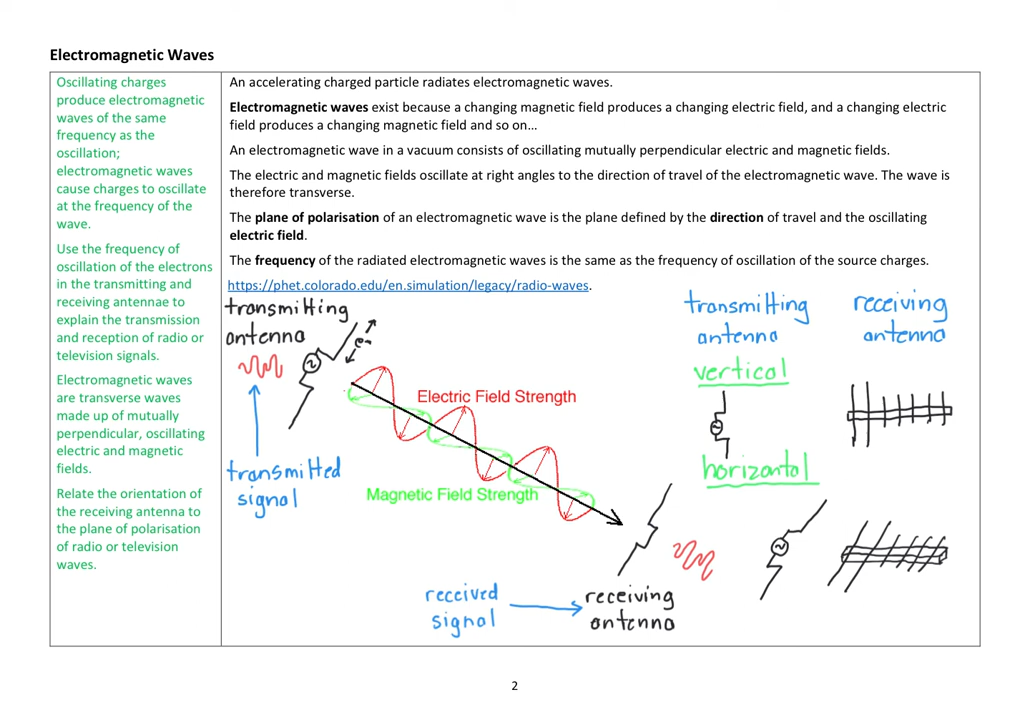 Electromagnetic Waves
Oscillating charges
produce electromagnetic
waves of the same
frequency as the
oscillation;
electromagnetic waves
cause charges to oscillate
at the frequency of the
wave.
Use the frequency of
oscillation of the electrons
in the transmitting and
receiving antennae to
explain the transmission
and reception of radio or
television signals.
Electromagnetic waves
are transverse waves
made up of mutually
perpendicular, oscillating
electric and magnetic
fields.
Relate the orientation of
the receiving antenna to
the plane of polarisation
of radio or television
waves.
An accelerating charged particle radiates electromagnetic waves.
Electromagnetic waves exist because a changing magnetic field produces a changing electric field, and a changing electric
field produces a changing magnetic field and so on…
An electromagnetic wave in a vacuum consists of oscillating mutually perpendicular electric and magnetic fields.
The electric and magnetic fields oscillate at right angles to the direction of travel of the electromagnetic wave. The wave is
therefore transverse.
The plane of polarisation of an electromagnetic wave is the plane defined by the direction of travel and the oscillating
electric field.
The frequency of the radiated electromagnetic waves is the same as the frequency of oscillation of the source charges.
https://phet.colorado.edu/en.simulation/legacy/radio-waves.
transmitting
antenna
e-
Electric Field Strength
Magnetic Field Strength
transmitted
signal
received
signal
receiving
antenna
transmitting
antenna
receiving
antenna
vertical
horizontal
2